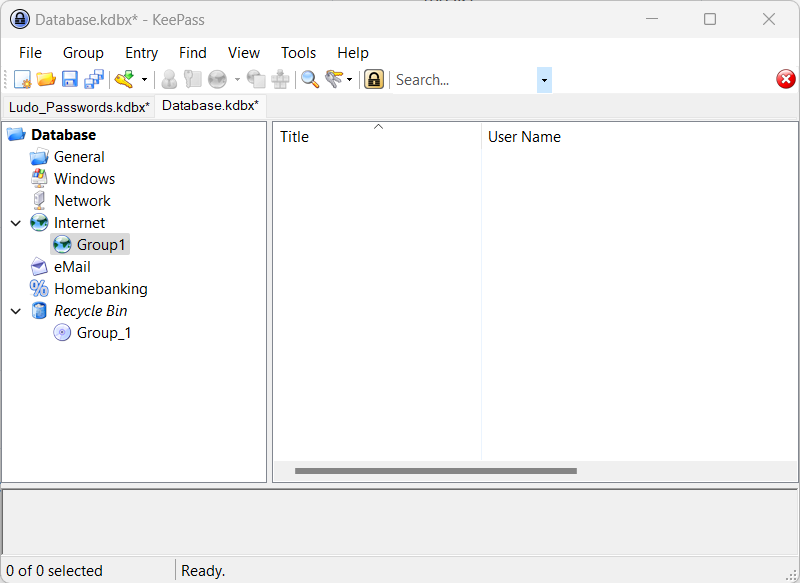 Database.kdbx* - KeePass
File Group Entry Find View Tools Help
Search...
Ludo_Passwords.kdbx* Database.kdbx*
Database
General
Windows
Network
Internet
Group1
eMail
Homebanking
Recycle Bin
Group_1
Title User Name
0 of 0 selected Ready.